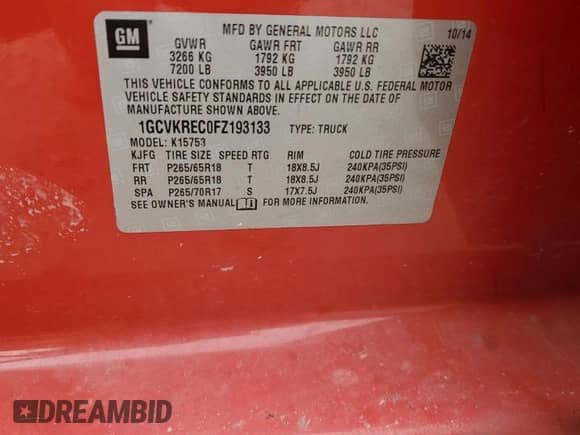 GM
MFD BY GENERAL MOTORS LLC
10/14
GVWR GAWR FRT GAWR RR
3266 KG 1792 KG 1792 KG
7200 LB 3950 LB 3950 LB
THIS VEHICLE CONFORMS TO ALL APPLICABLE U.S. FEDERAL MOTOR
VEHICLE SAFETY STANDARDS IN EFFECT ON THE DATE OF
MANUFACTURE SHOWN ABOVE.
1GCVKREC0FZ193133 TYPE: TRUCK
MODEL: K15753
KJFG TIRE SIZE SPEED RTG RIM COLD TIRE PRESSURE
FRT P265/65R18 T 18X8.5J 240KPA(35PSI)
RR P265/65R18 T 18X8.5J 240KPA(35PSI)
SPA P265/70R17 S 17X7.5J 240KPA(35PSI)
SEE OWNER'S MANUAL FOR MORE INFORMATION.
DREAMBID